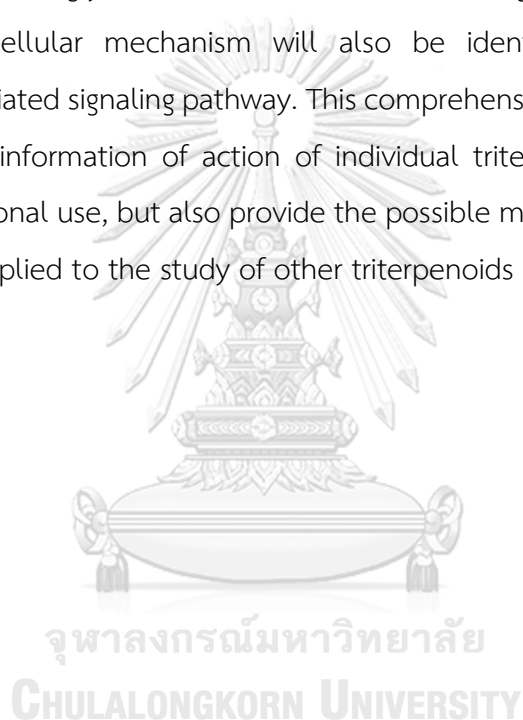 cellular mechanism will also be ident
iated signaling pathway. This comprehens
information of action of individual trite
onal use, but also provide the possible m
pplied to the study of other triterpenoids
จุฬาลงกรณ์มหาวิทยาลัย
CHULALONGKORN UNIVERSITY